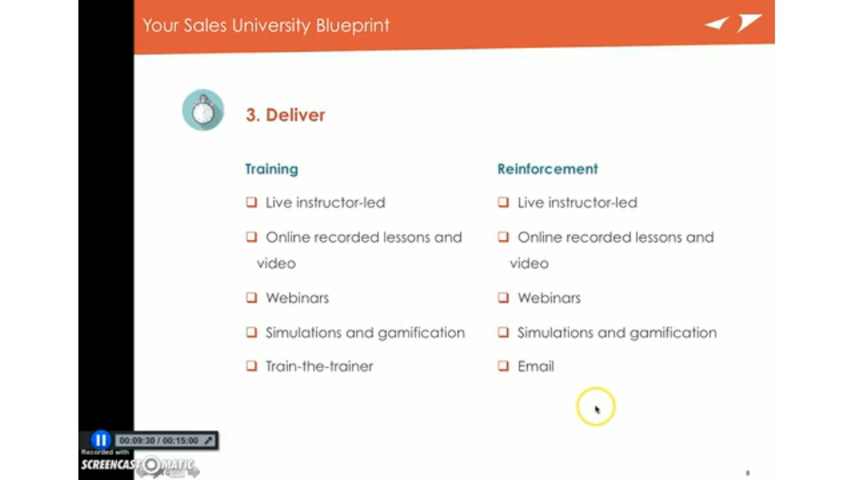 Your Sales University Blueprint
3. Deliver
Training
❑ Live instructor-led
❑ Online recorded lessons and
video
❑ Webinars
❑ Simulations and gamification
❑ Train-the-trainer
Reinforcement
❑ Live instructor-led
❑ Online recorded lessons and
video
❑ Webinars
❑ Simulations and gamification
❑ Email
00:09:30 / 00:15:00
Recorded with
SCREENCAST-O-MATIC
8